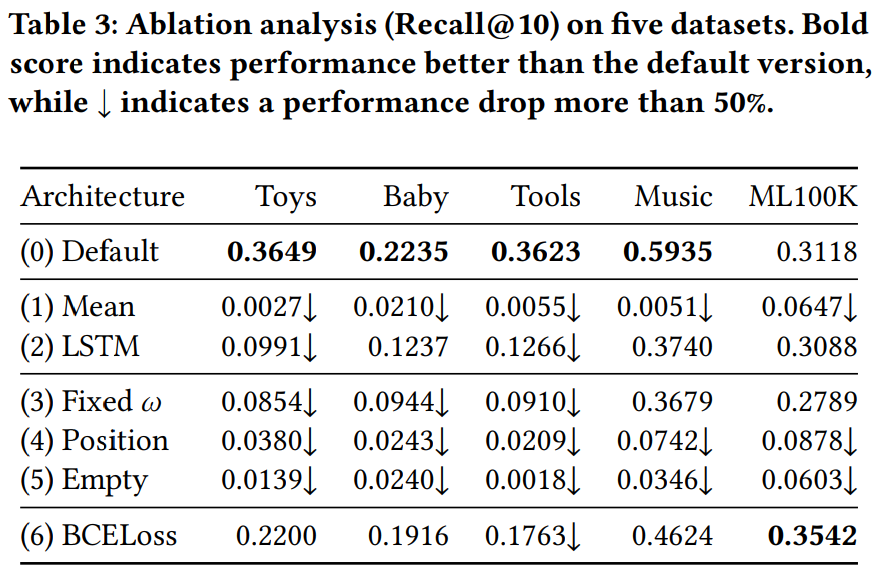 Table 3: Ablation analysis (Recall@10) on five datasets. Bold
score indicates performance better than the default version,
while ↓ indicates a performance drop more than 50%.
Architecture Toys Baby Tools Music ML100K
(0) Default 0.3649 0.2235 0.3623 0.5935 0.3118
(1) Mean 0.0027↓ 0.0210↓ 0.0055↓ 0.0051↓ 0.0647↓
(2) LSTM 0.0991↓ 0.1237 0.1266↓ 0.3740 0.3088
(3) Fixed ω 0.0854↓ 0.0944↓ 0.0910↓ 0.3679 0.2789
(4) Position 0.0380↓ 0.0243↓ 0.0209↓ 0.0742↓ 0.0878↓
(5) Empty 0.0139↓ 0.0240↓ 0.0018↓ 0.0346↓ 0.0603↓
(6) BCELoss 0.2200 0.1916 0.1763↓ 0.4624 0.3542